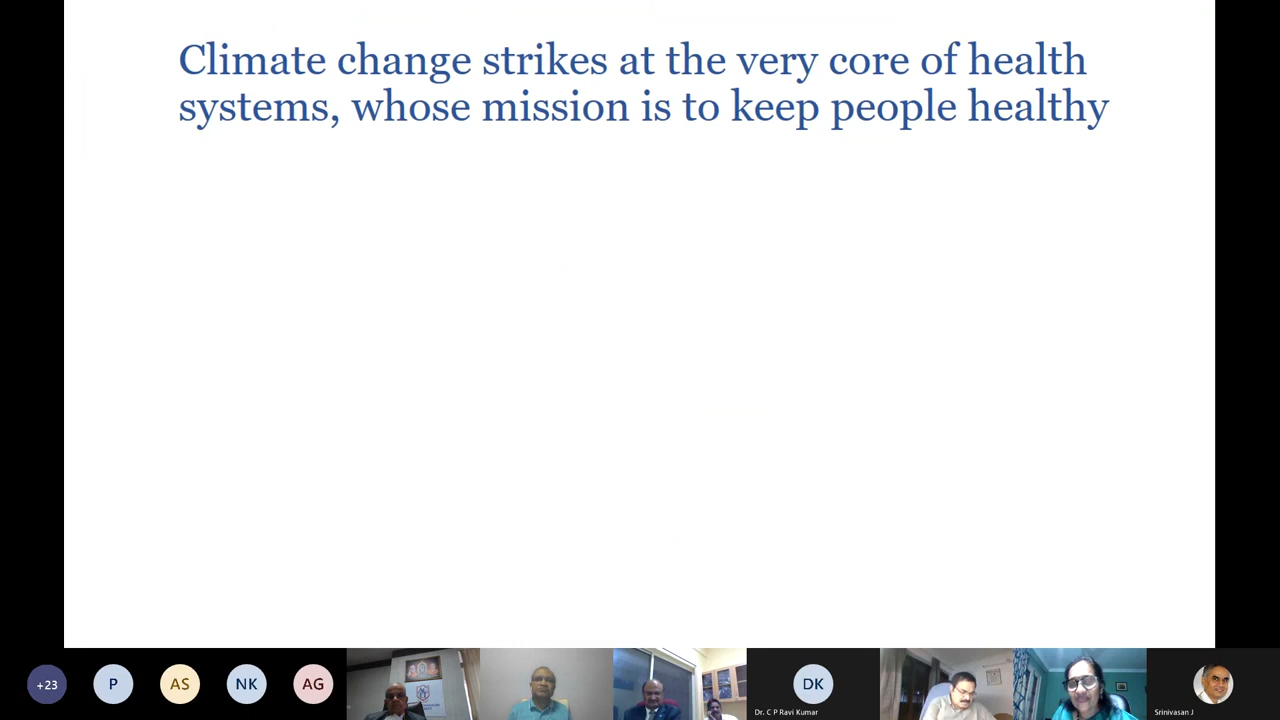 Climate change strikes at the very core of health
systems, whose mission is to keep people healthy
+23
P
AS
NK
AG
DK
Dr. C P Ravi Kumar
Srinivasan J